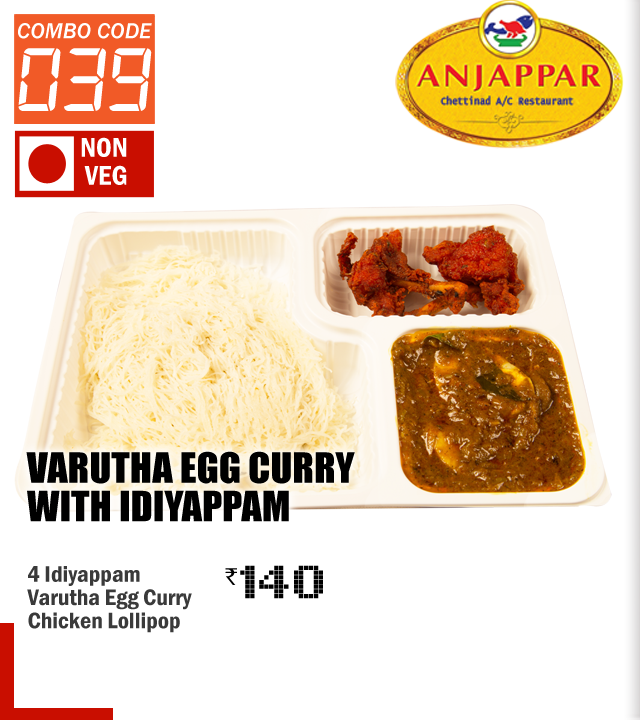 COMBO CODE
039
NON
VEG
ANJAPPAR
Chettinad A/C Restaurant
VARUTHA EGG CURRY
WITH IDIYAPPAM
4 Idiyappam
Varutha Egg Curry
Chicken Lollipop
₹140